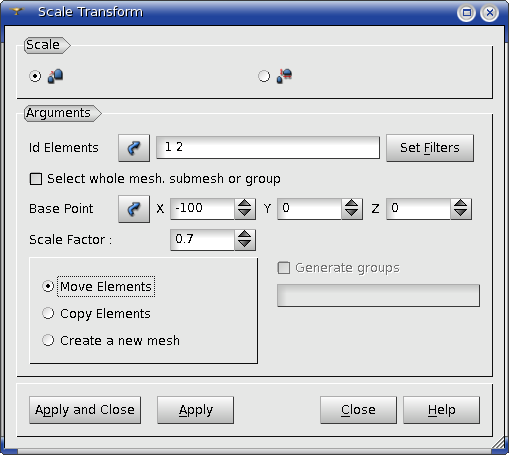 Scale Transform
Scale
Arguments
Id Elements 1 2 Set Filters
Select whole mesh. submesh or group
Base Point X -100 Y 0 Z 0
Scale Factor : 0.7
Generate groups
Move Elements
Copy Elements
Create a new mesh
Apply and Close Apply Close Help